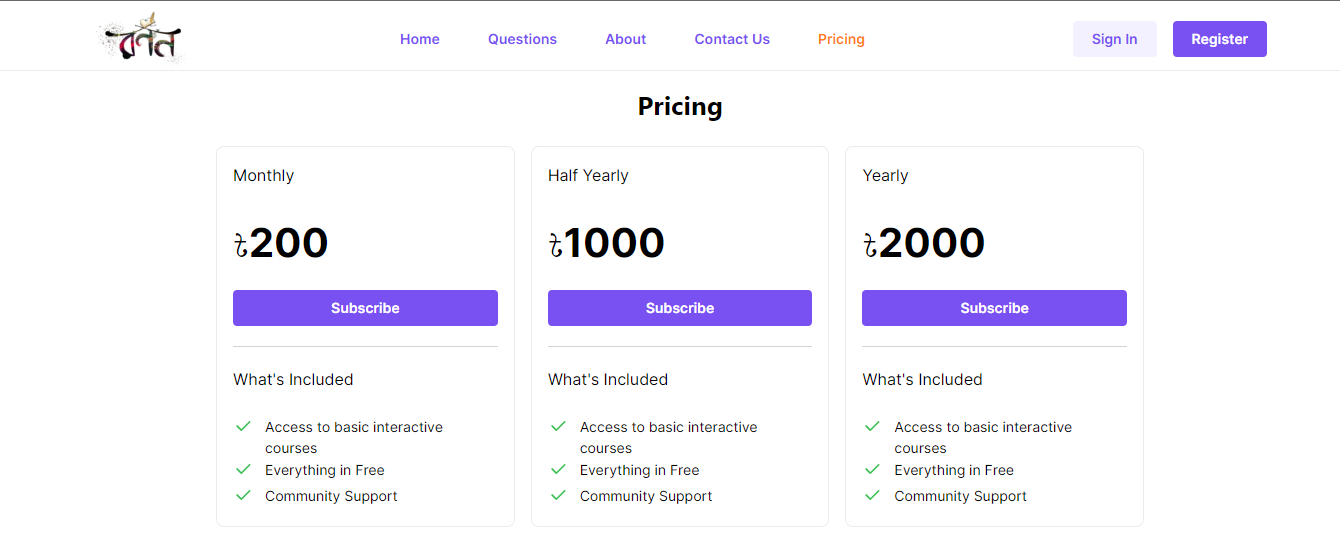 বর্ণন
Home
Questions
About
Contact Us
Pricing
Sign In
Register
Pricing
Monthly
৳200
Subscribe
What's Included
Access to basic interactive
courses
Everything in Free
Community Support
Half Yearly
৳1000
Subscribe
What's Included
Access to basic interactive
courses
Everything in Free
Community Support
Yearly
৳2000
Subscribe
What's Included
Access to basic interactive
courses
Everything in Free
Community Support